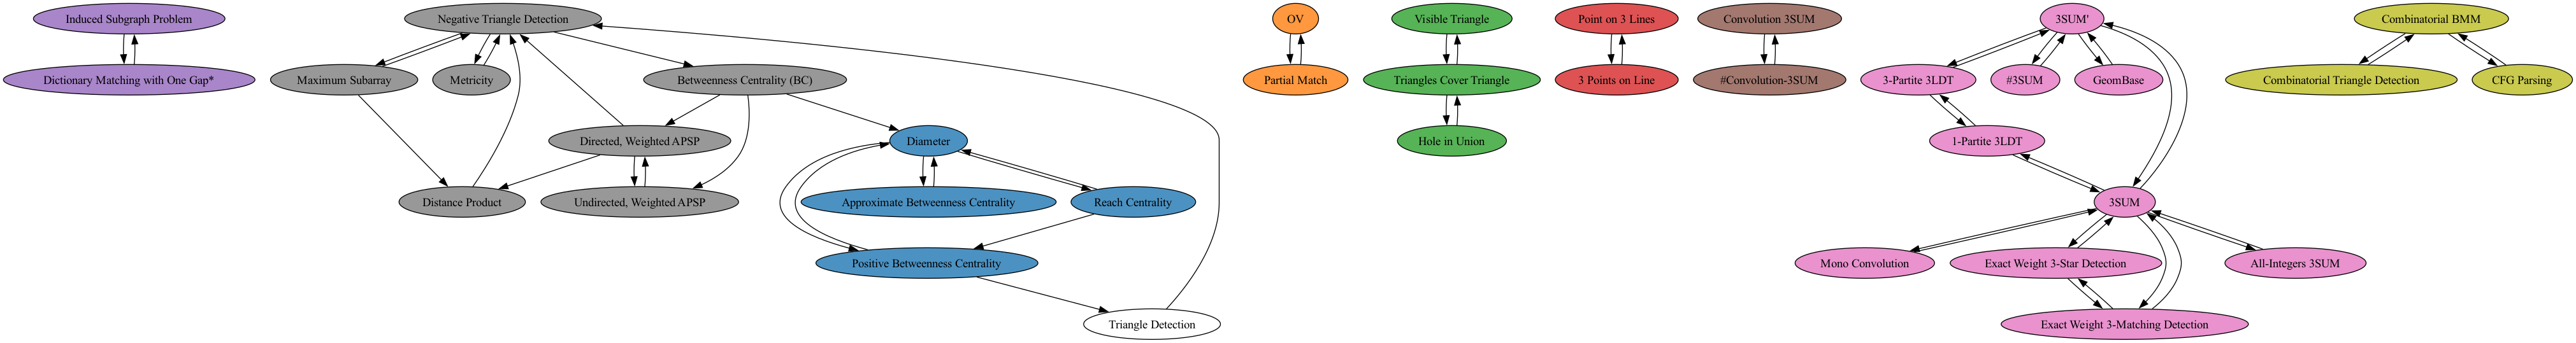 Induced Subgraph Problem
Negative Triangle Detection
OV
Visible Triangle
Point on 3 Lines
Convolution 3SUM
3SUM'
Combinatorial BMM
Dictionary Matching with One Gap*
Maximum Subarray
Metricity
Betweenness Centrality (BC)
Partial Match
Triangles Cover Triangle
3 Points on Line
#Convolution-3SUM
3-Partite 3LDT
#3SUM
GeomBase
Combinatorial Triangle Detection
CFG Parsing
Directed, Weighted APSP
Diameter
Hole in Union
1-Partite 3LDT
Distance Product
Undirected, Weighted APSP
Approximate Betweenness Centrality
Reach Centrality
3SUM
Positive Betweenness Centrality
Mono Convolution
Exact Weight 3-Star Detection
All-Integers 3SUM
Triangle Detection
Exact Weight 3-Matching Detection